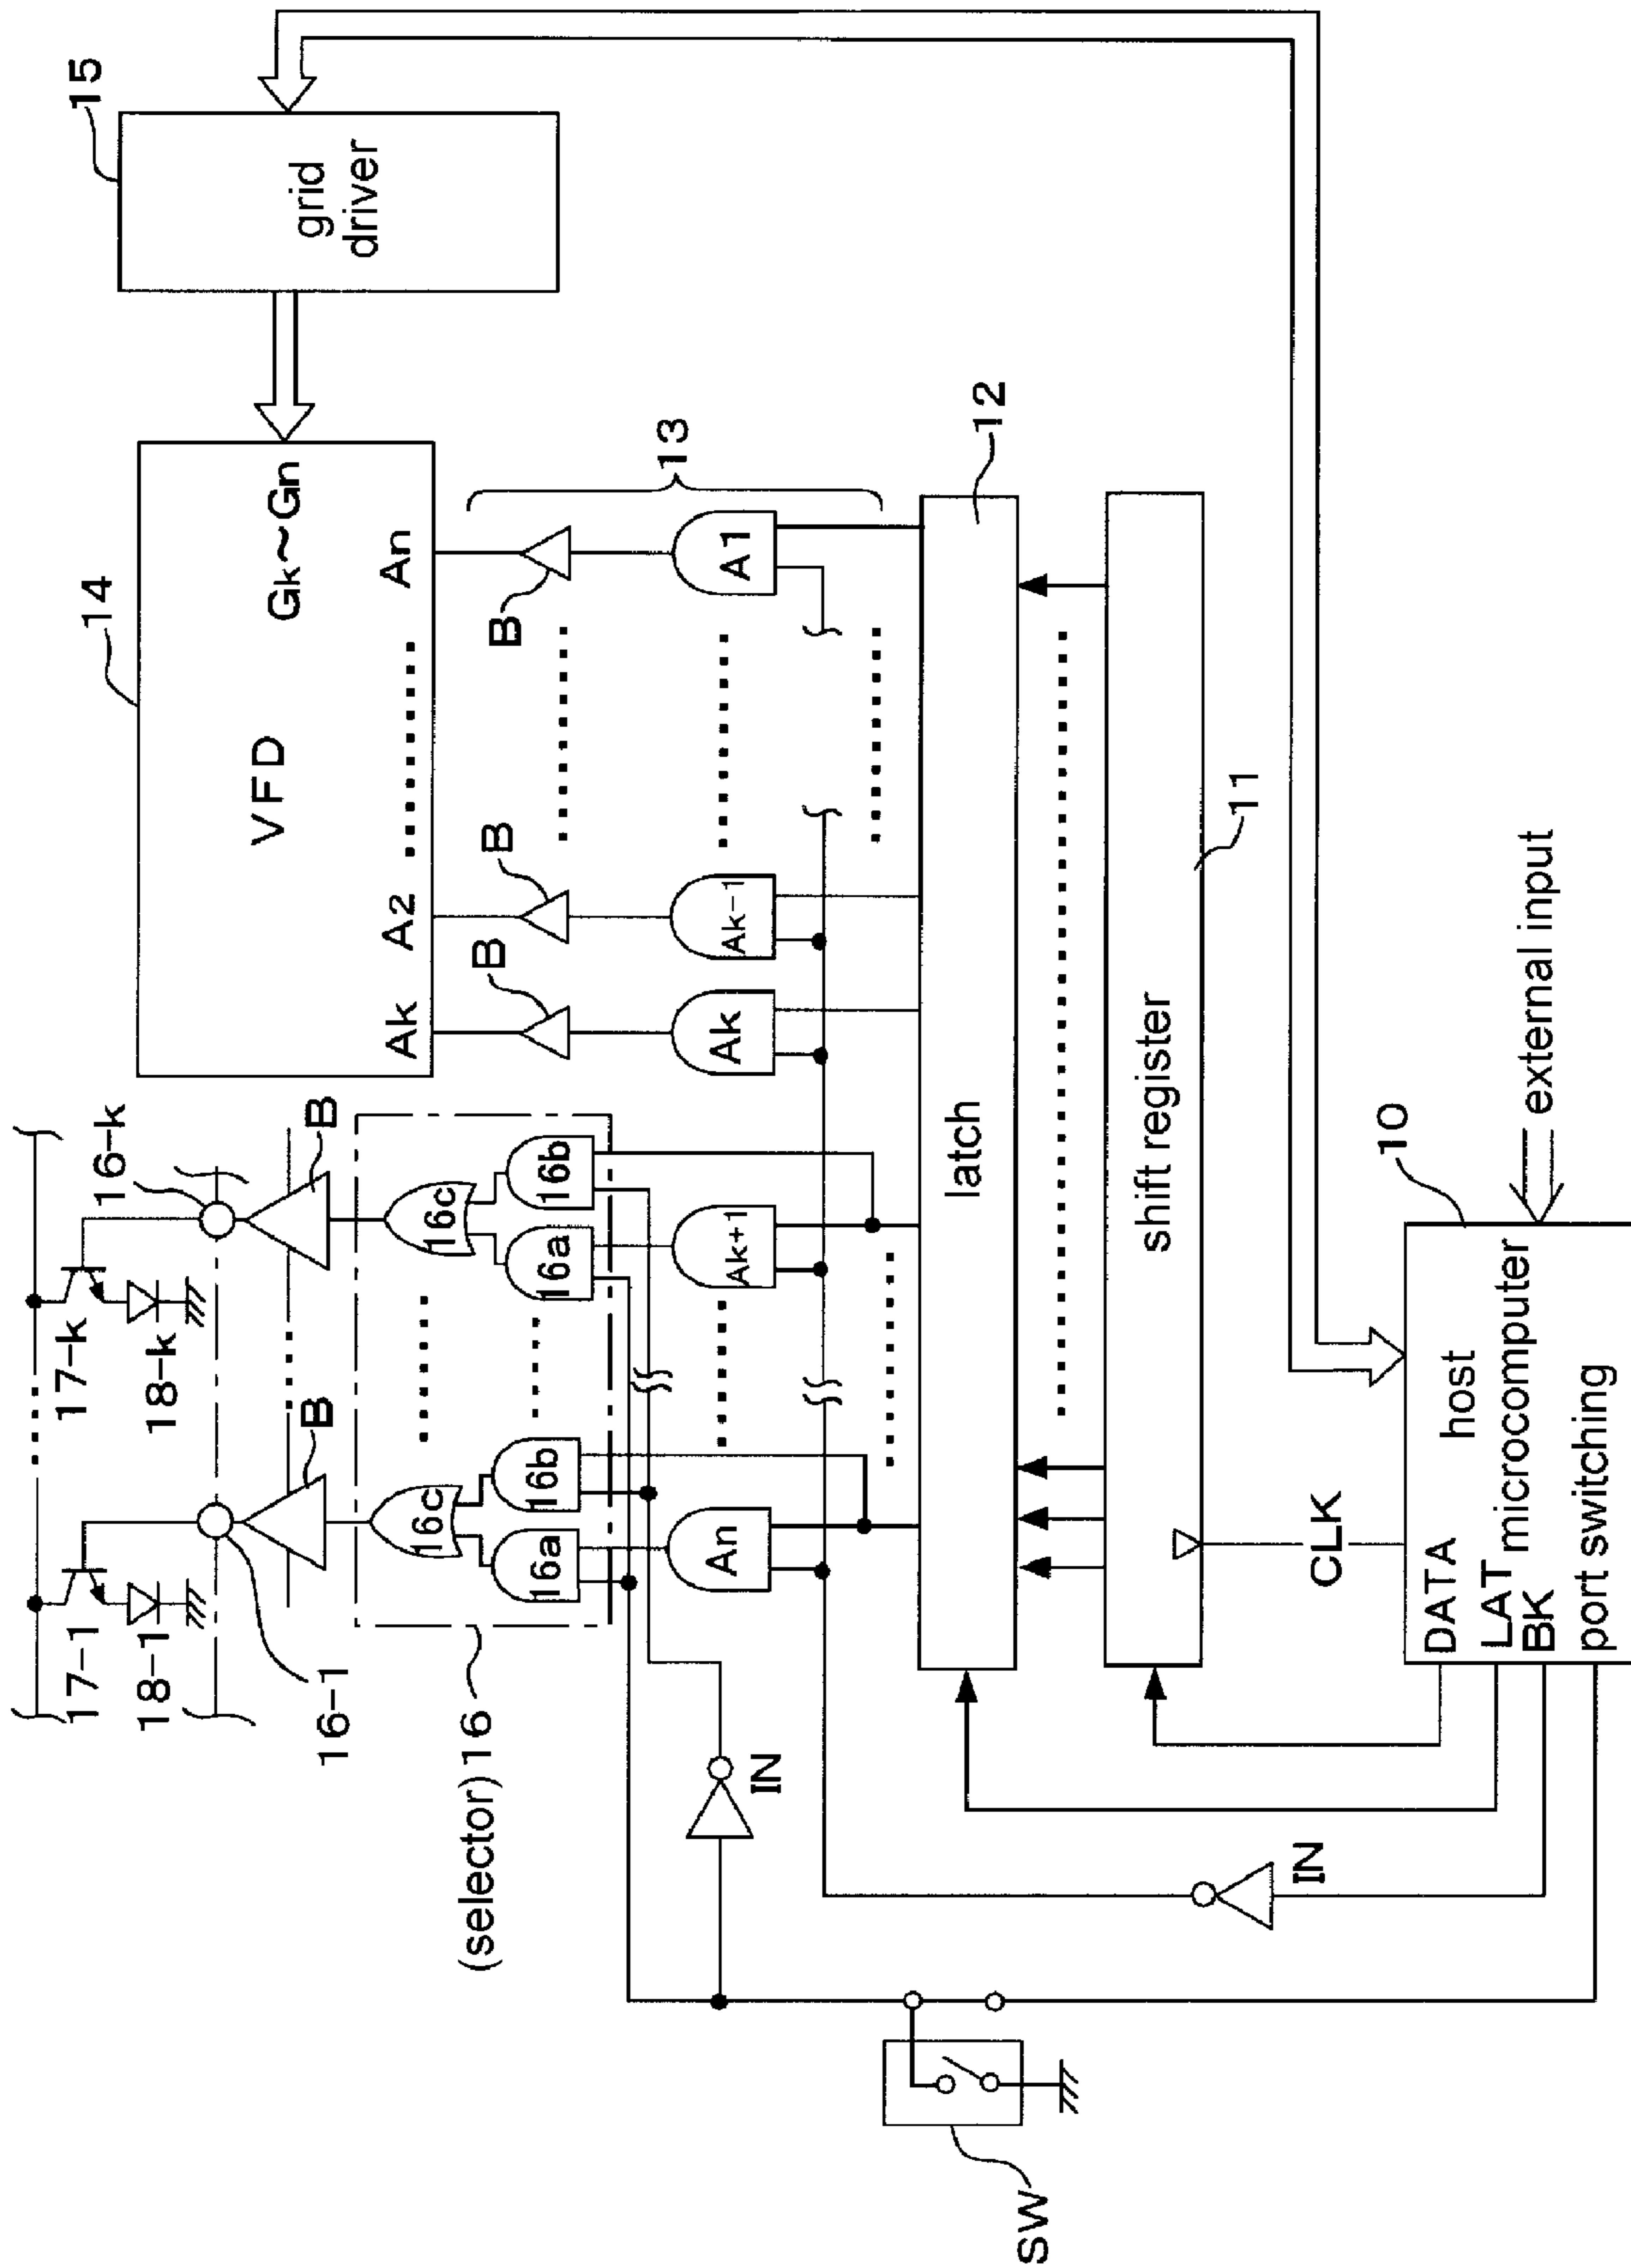 15
grid
driver
14
VFD
Gk~Gn
Ak
A2
An
B
B
B
13
Ak
Ak-1
A1
12
latch
shift register
11
16-k
17-k
18-k
B
16c
16a
16b
Ak+1
17-1
18-1
16-1
B
16c
16a
16b
An
(selector)16
IN
IN
SW
CLK
10
external input
DATA
LAT
BK
host
microcomputer
port switching